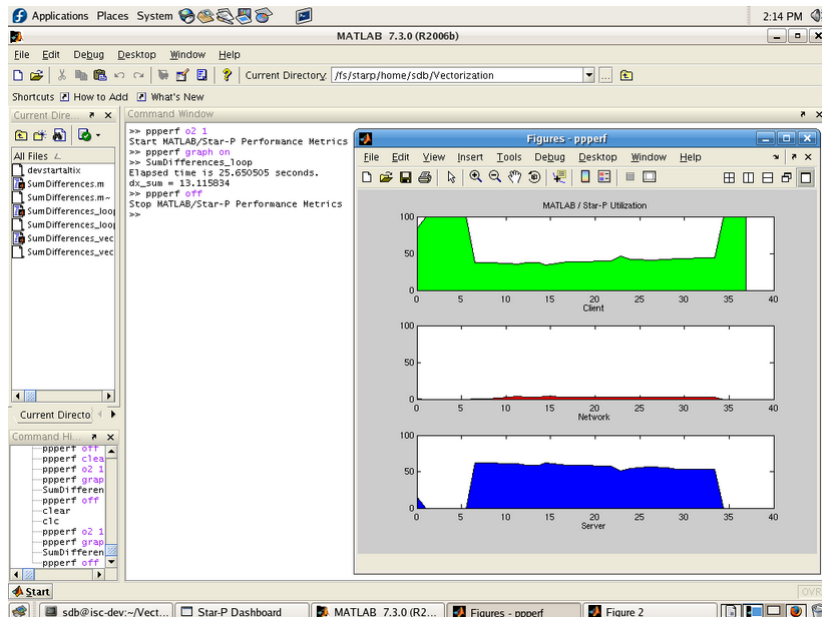 Applications Places System
2:14 PM
MATLAB 7.3.0 (R2006b)
File Edit Debug Desktop Window Help
Current Directory: /fs/starp/home/sdb/Vectorization
Shortcuts How to Add What's New
Current Dire...
All Files
devstartaltix
SumDifferences.m
SumDifferences.m~
SumDifferences_loo
SumDifferences_loo
SumDifferences_vec
SumDifferences_vec
Current Directo
Command Hi...
ppperf off
ppperf clea
ppperf o2 1
ppperf grap
SumDifferen
ppperf off
clear
clc
ppperf o2 1
ppperf grap
SumDifferen
ppperf off
Command Window
>> ppperf o2 1
Start MATLAB/Star-P Performance Metrics
>> ppperf graph on
>> SumDifferences_loop
Elapsed time is 25.650505 seconds.
dx_sum = 13.115834
>> ppperf off
Stop MATLAB/Star-P Performance Metrics
>>
Figures - ppperf
File Edit View Insert Tools Debug Desktop Window Help
MATLAB / Star-P Utilization
100
50
0
0 5 10 15 20 25 30 35 40
Client
100
50
0
0 5 10 15 20 25 30 35 40
Network
100
50
0
0 5 10 15 20 25 30 35 40
Server
Start
OVR
sdb@isc-dev:~/Vect... Star-P Dashboard MATLAB 7.3.0 (R2... Figures - ppperf Figure 2